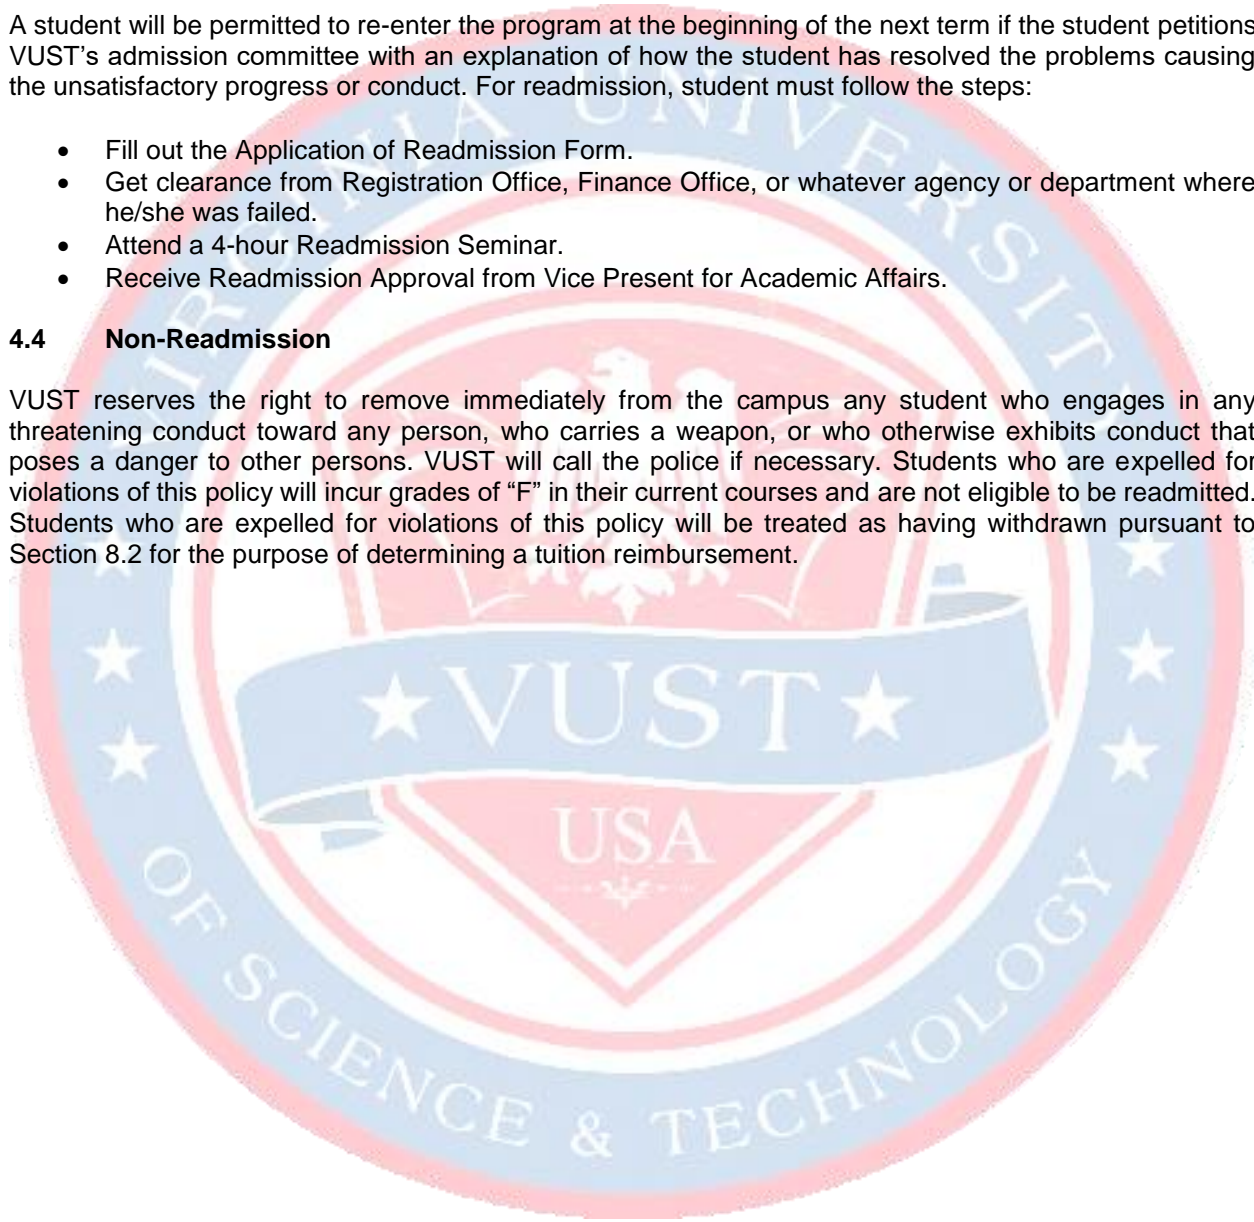 A student will be permitted to re-enter the program at the beginning of the next term if the student petitions
VUST’s admission committee with an explanation of how the student has resolved the problems causing
the unsatisfactory progress or conduct. For readmission, student must follow the steps:
• Fill out the Application of Readmission Form.
• Get clearance from Registration Office, Finance Office, or whatever agency or department where
he/she was failed.
• Attend a 4-hour Readmission Seminar.
• Receive Readmission Approval from Vice Present for Academic Affairs.
4.4 Non-Readmission
VUST reserves the right to remove immediately from the campus any student who engages in any
threatening conduct toward any person, who carries a weapon, or who otherwise exhibits conduct that
poses a danger to other persons. VUST will call the police if necessary. Students who are expelled for
violations of this policy will incur grades of “F” in their current courses and are not eligible to be readmitted.
Students who are expelled for violations of this policy will be treated as having withdrawn pursuant to
Section 8.2 for the purpose of determining a tuition reimbursement.
VIRGINIA UNIVERSITY
VUST
USA
OF SCIENCE & TECHNOLOGY